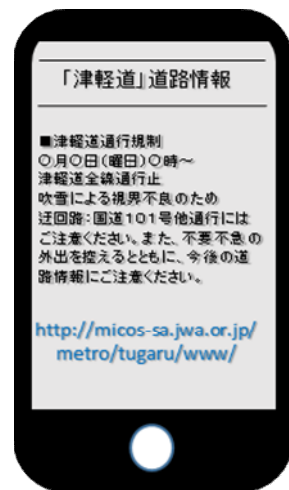 「津軽道」道路情報
■津軽道通行規制
〇月〇日(曜日)〇時～
津軽道全線通行止
吹雪による視界不良のため
迂回路:国道101号他通行には
ご注意ください。また、不要不急の
外出を控えるとともに、今後の道
路情報にご注意ください。
http://micos-sa.jwa.or.jp/
metro/tugaru/www/